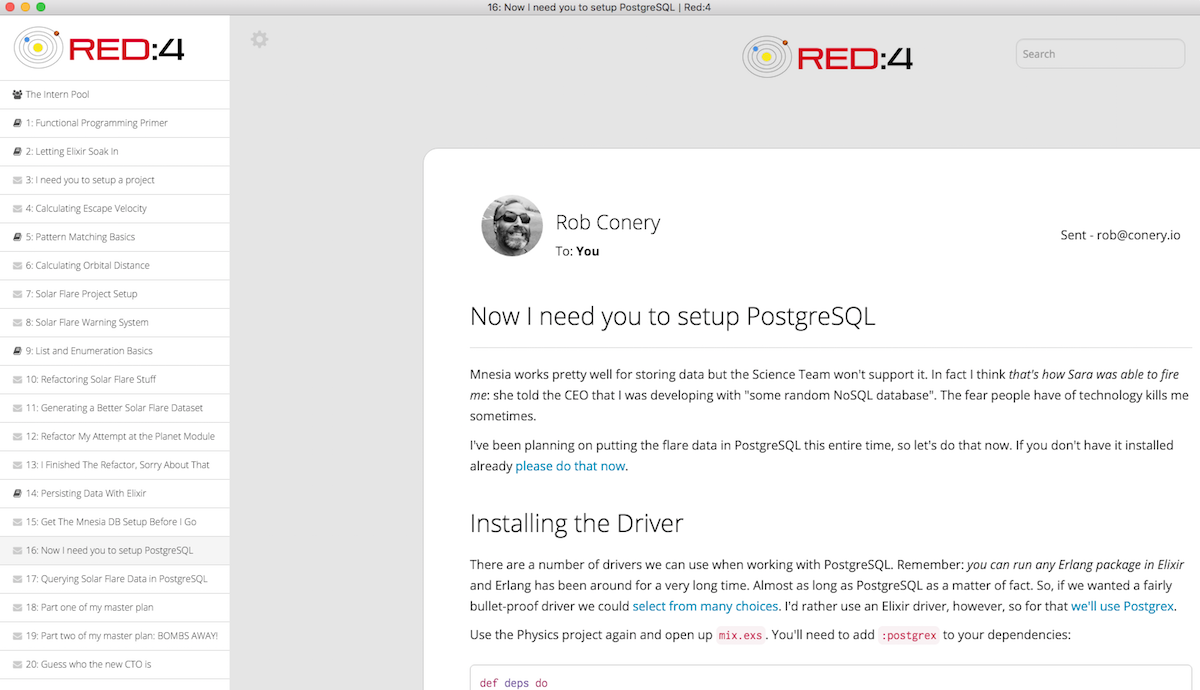 16: Now I need you to setup PostgreSQL | Red:4
RED:4
The Intern Pool
1: Functional Programming Primer
2: Letting Elixir Soak In
3: I need you to setup a project
4: Calculating Escape Velocity
5: Pattern Matching Basics
6: Calculating Orbital Distance
7: Solar Flare Project Setup
8: Solar Flare Warning System
9: List and Enumeration Basics
10: Refactoring Solar Flare Stuff
11: Generating a Better Solar Flare Dataset
12: Refactor My Attempt at the Planet Module
13: I Finished The Refactor, Sorry About That
14: Persisting Data With Elixir
15: Get The Mnesia DB Setup Before I Go
16: Now I need you to setup PostgreSQL
17: Querying Solar Flare Data in PostgreSQL
18: Part one of my master plan
19: Part two of my master plan: BOMBS AWAY!
20: Guess who the new CTO is
RED:4
Search
Rob Conery
To: You
Sent - rob@conery.io
Now I need you to setup PostgreSQL
Mnesia works pretty well for storing data but the Science Team won't support it. In fact I think that's how Sara was able to fire
me: she told the CEO that I was developing with "some random NoSQL database". The fear people have of technology kills me
sometimes.
I've been planning on putting the flare data in PostgreSQL this entire time, so let's do that now. If you don't have it installed
already please do that now.
Installing the Driver
There are a number of drivers we can use when working with PostgreSQL. Remember: you can run any Erlang package in Elixir
and Erlang has been around for a very long time. Almost as long as PostgreSQL as a matter of fact. So, if we wanted a fairly
bullet-proof driver we could select from many choices. I'd rather use an Elixir driver, however, so for that we'll use Postgrex.
Use the Physics project again and open up mix.exs. You'll need to add :postgrex to your dependencies:
def deps do